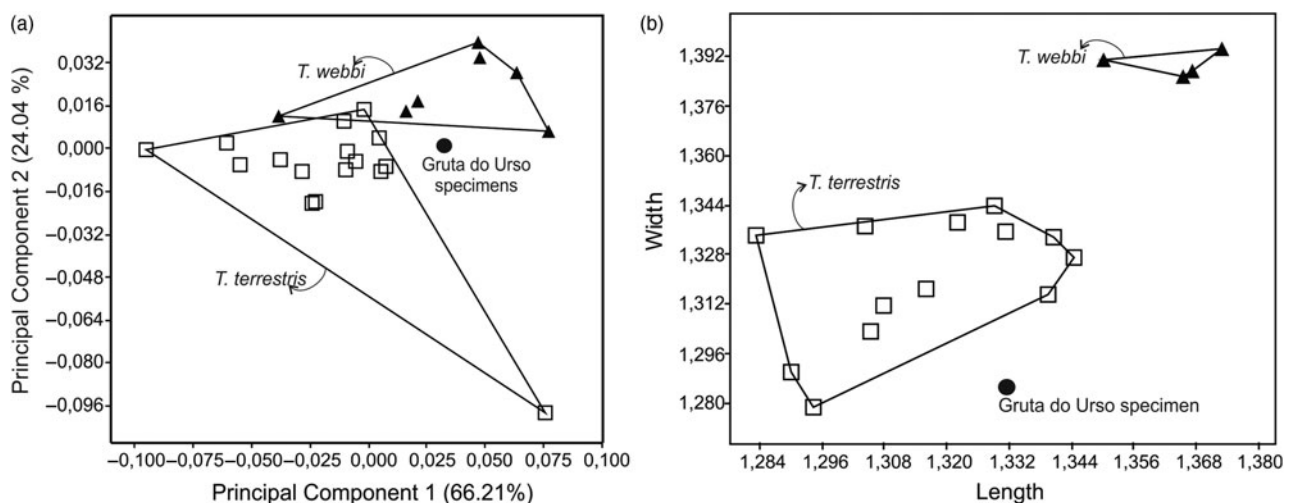 (a)
Principal Component 2 (24.04 %)
0,032
0,016
0,000
–0,016
–0,032
–0,048
–0,064
–0,080
–0,096
T. webbi
Gruta do Urso
specimens
T. terrestris
–0,100
–0,075
–0,050
–0,025
0,000
0,025
0,050
0,075
0,100
Principal Component 1 (66.21%)
(b)
Width
1,392
1,376
1,360
1,344
1,328
1,312
1,296
1,280
T. webbi
T. terrestris
Gruta do Urso specimen
1,284
1,296
1,308
1,320
1,332
1,344
1,356
1,368
1,380
Length